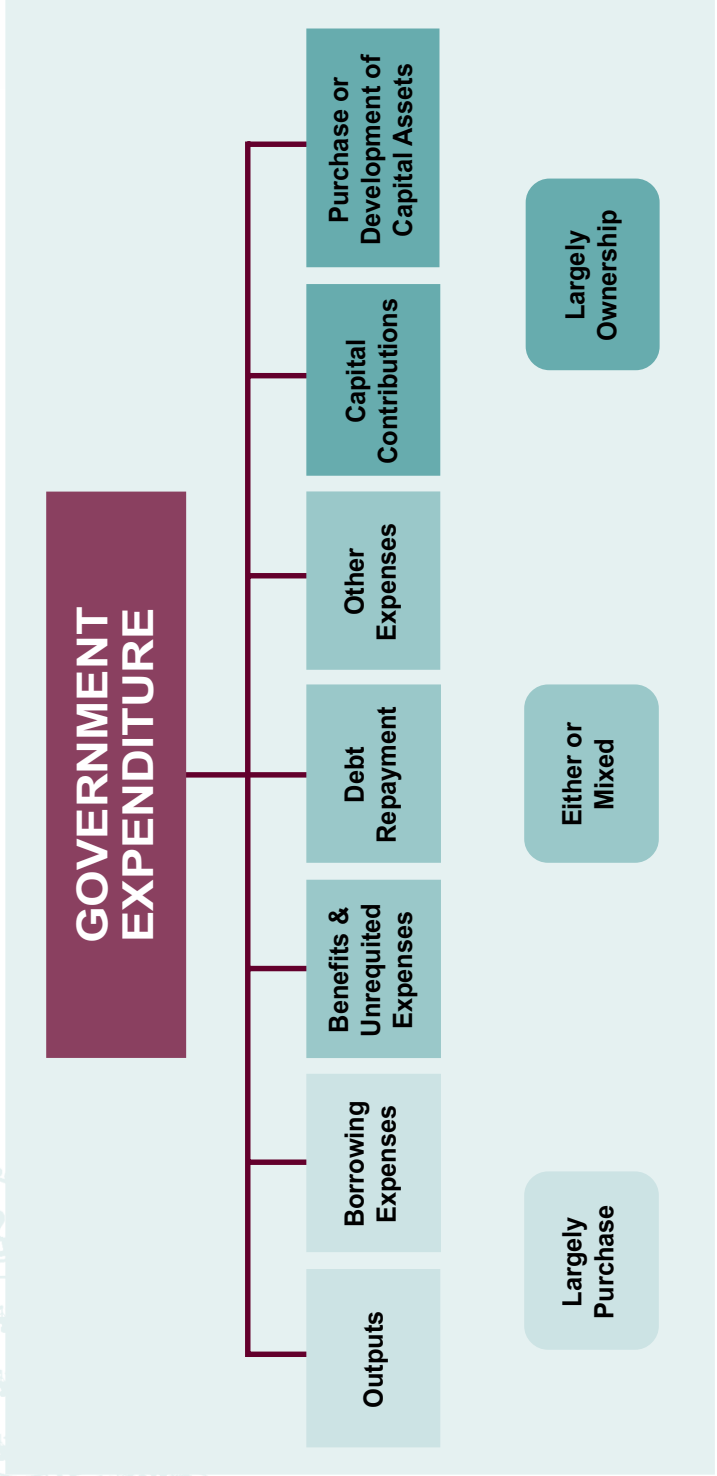 GOVERNMENT
EXPENDITURE
Outputs
Borrowing
Expenses
Benefits &
Unrequited
Expenses
Debt
Repayment
Other
Expenses
Capital
Contributions
Purchase or
Development of
Capital Assets
Largely
Purchase
Either or
Mixed
Largely
Ownership